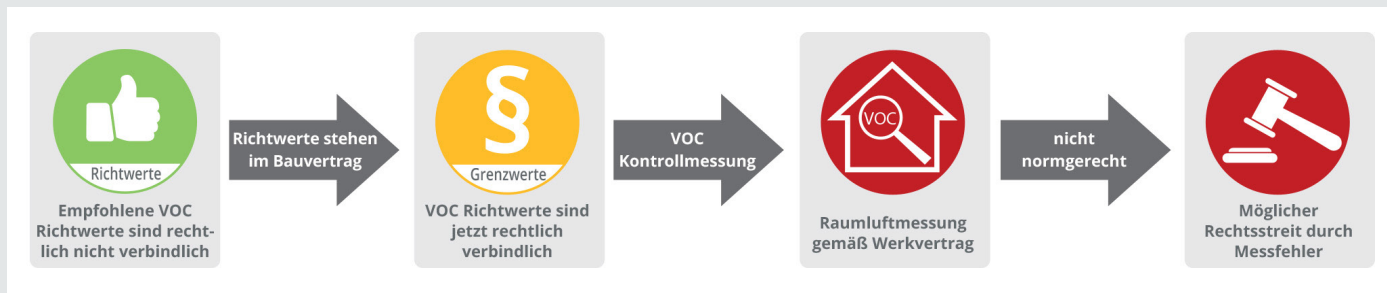 Richtwerte
Empfohlene VOC
Richtwerte sind recht-
lich nicht verbindlich
Richtwerte stehen
im Bauvertrag
§
Grenzwerte
VOC Richtwerte sind
jetzt rechtlich
verbindlich
VOC
Kontrollmessung
VOC
Raumluftmessung
gemäß Werkvertrag
nicht
normgerecht
Möglicher
Rechtsstreit durch
Messfehler